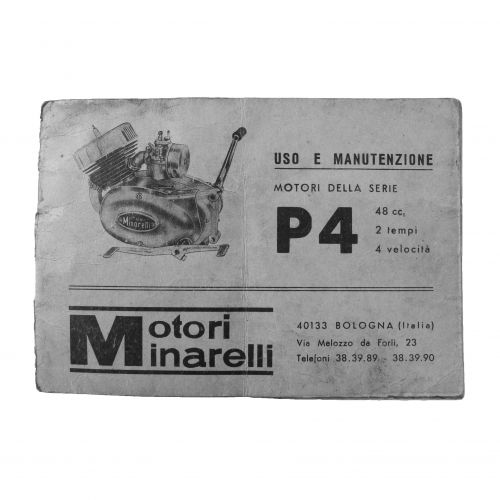 Minarelli
USO E MANUTENZIONE
MOTORI DELLA SERIE
P4
48 cc,
2 tempi
4 velocità
Motori
Minarelli
40133 BOLOGNA (Italia)
Via Melozzo da Forlì, 23
Telefoni 38.39.89 - 38.39.90